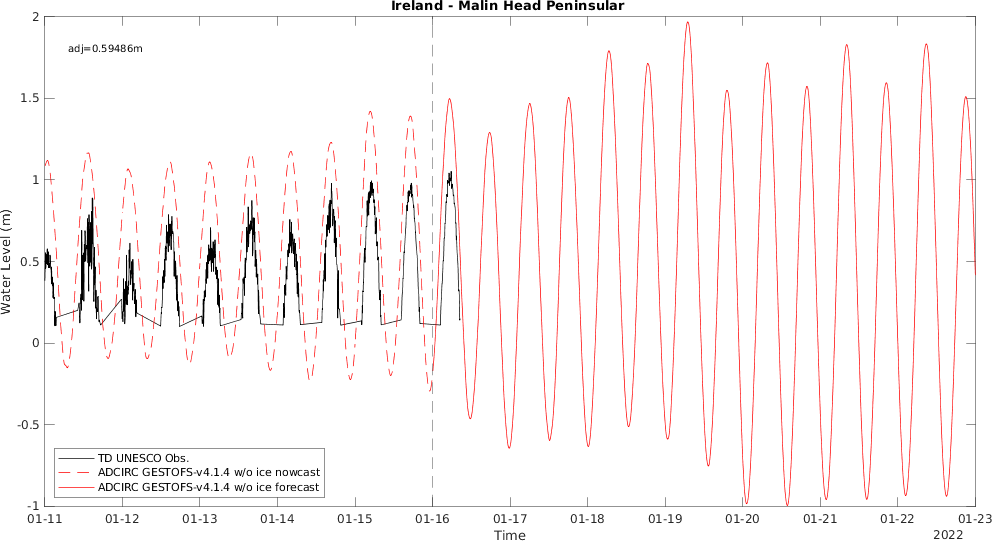 Ireland - Malin Head Peninsular
adj=0.59486m
Water Level (m)
2
1.5
1
0.5
0
-0.5
-1
TD UNESCO Obs.
ADCIRC GESTOFS-v4.1.4 w/o ice nowcast
ADCIRC GESTOFS-v4.1.4 w/o ice forecast
01-11 01-12 01-13 01-14 01-15 01-16 01-17 01-18 01-19 01-20 01-21 01-22 01-23
Time
2022